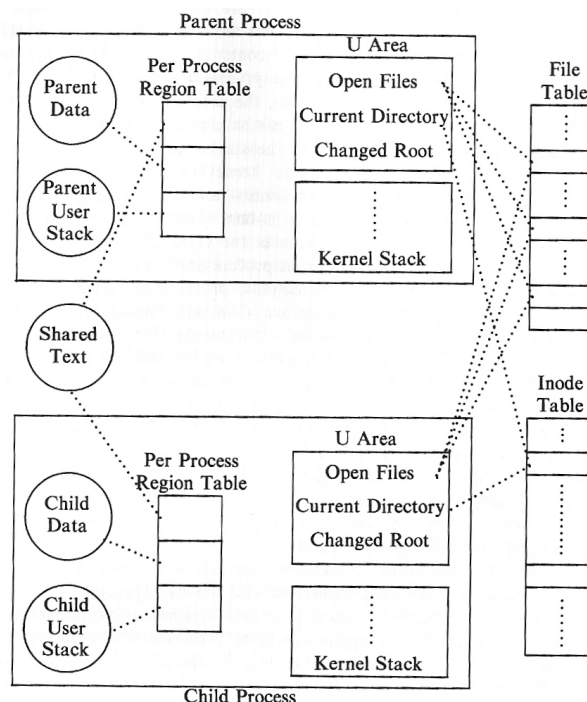 Parent Process
U Area
Per Process
Region Table
Parent
Data
Open Files
Current Directory
Changed Root
Parent
User
Stack
Kernel Stack
File
Table
Shared
Text
Inode
Table
U Area
Per Process
Region Table
Child
Data
Open Files
Current Directory
Changed Root
Child
User
Stack
Kernel Stack
Child Process